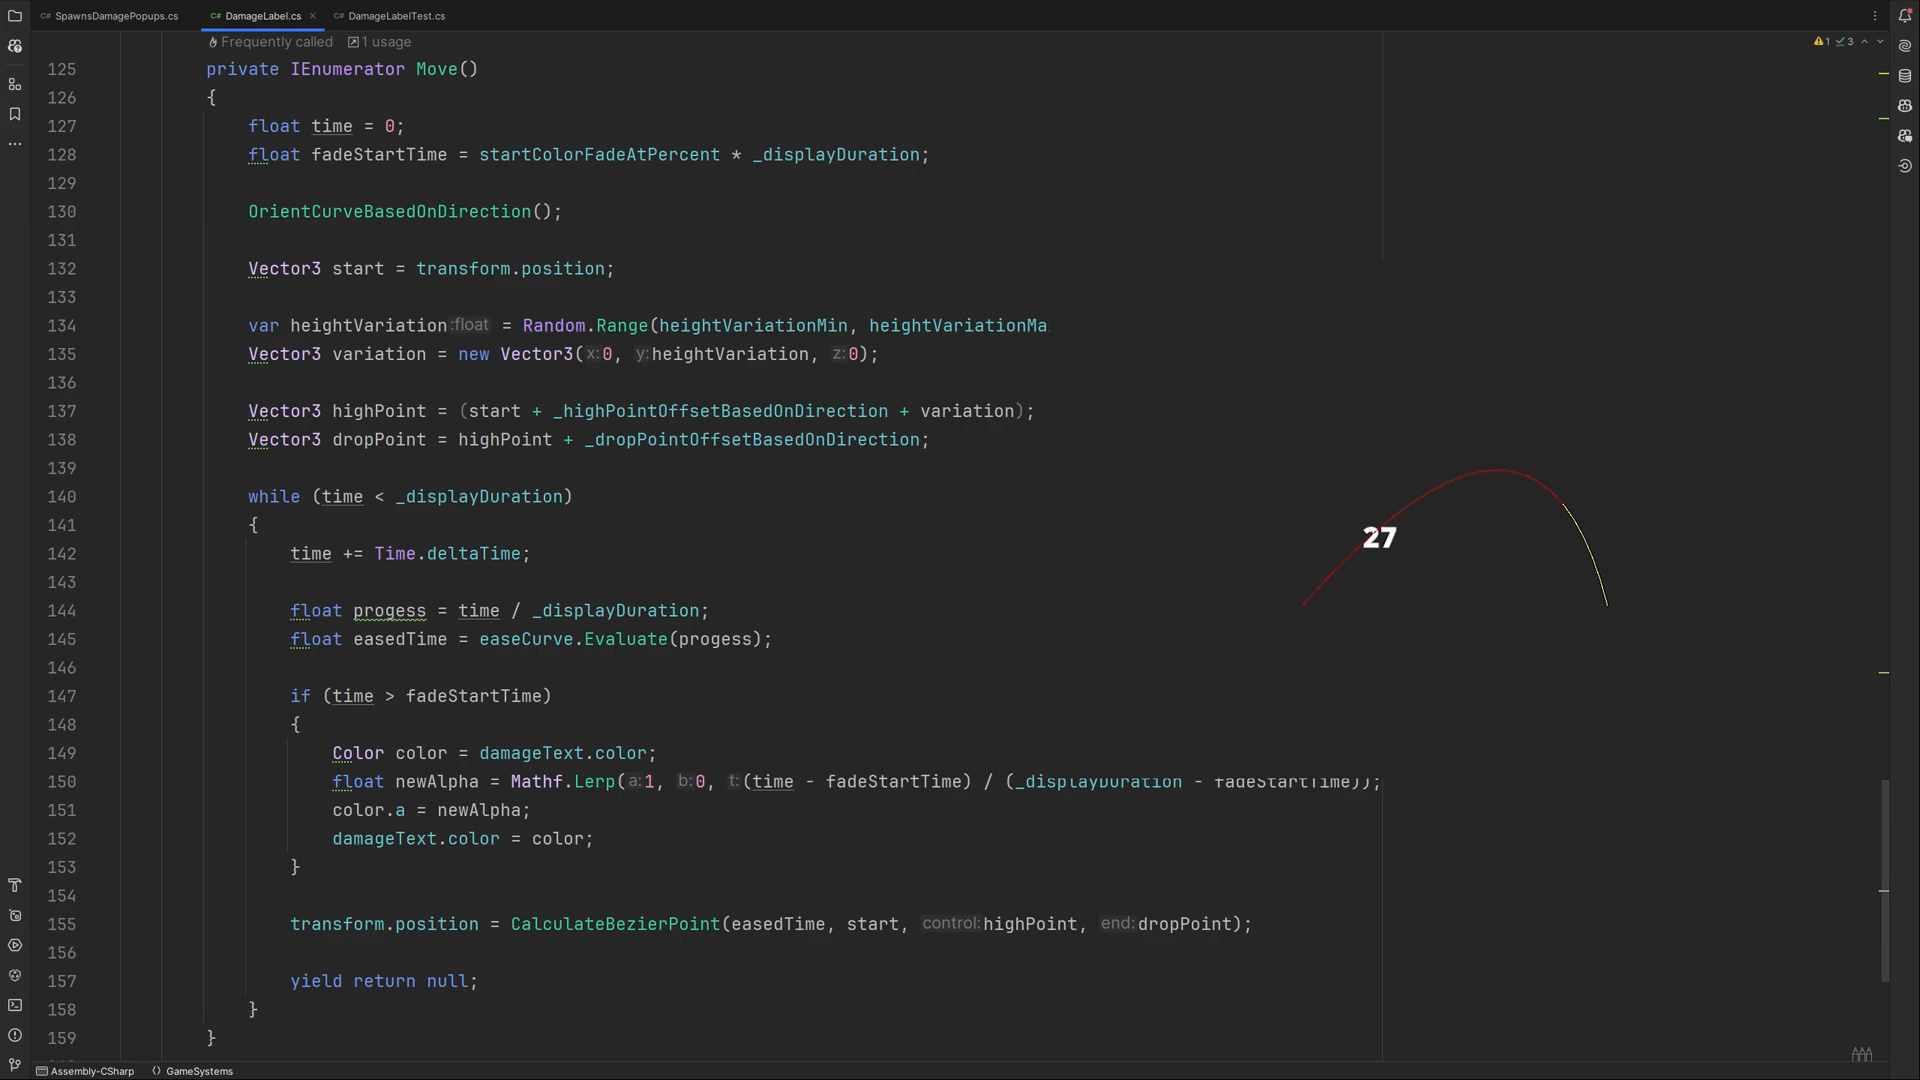 SpawnsDamagePopups.cs DamageLabel.cs DamageLabelTest.cs
Frequently called 1 usage
1 3
125 private IEnumerator Move()
126 {
127 float time = 0;
128 float fadeStartTime = startColorFadeAtPercent * _displayDuration;
129
130 OrientCurveBasedOnDirection();
131
132 Vector3 start = transform.position;
133
134 var heightVariation :float = Random.Range(heightVariationMin, heightVariationMa
135 Vector3 variation = new Vector3( x: 0, y: heightVariation, z: 0);
136
137 Vector3 highPoint = (start + _highPointOffsetBasedOnDirection + variation);
138 Vector3 dropPoint = highPoint + _dropPointOffsetBasedOnDirection;
139
140 while (time < _displayDuration)
141 {
142 time += Time.deltaTime;
143
144 float progess = time / _displayDuration;
145 float easedTime = easeCurve.Evaluate(progess);
146
147 if (time > fadeStartTime)
148 {
149 Color color = damageText.color;
150 float newAlpha = Mathf.Lerp( a: 1, b: 0, t: (time - fadeStartTime) / (_displayDuration - fadeStartTime));
151 color.a = newAlpha;
152 damageText.color = color;
153 }
154
155 transform.position = CalculateBezierPoint(easedTime, start, control: highPoint, end: dropPoint);
156
157 yield return null;
158 }
159 }
27
Assembly-CSharp GameSystems